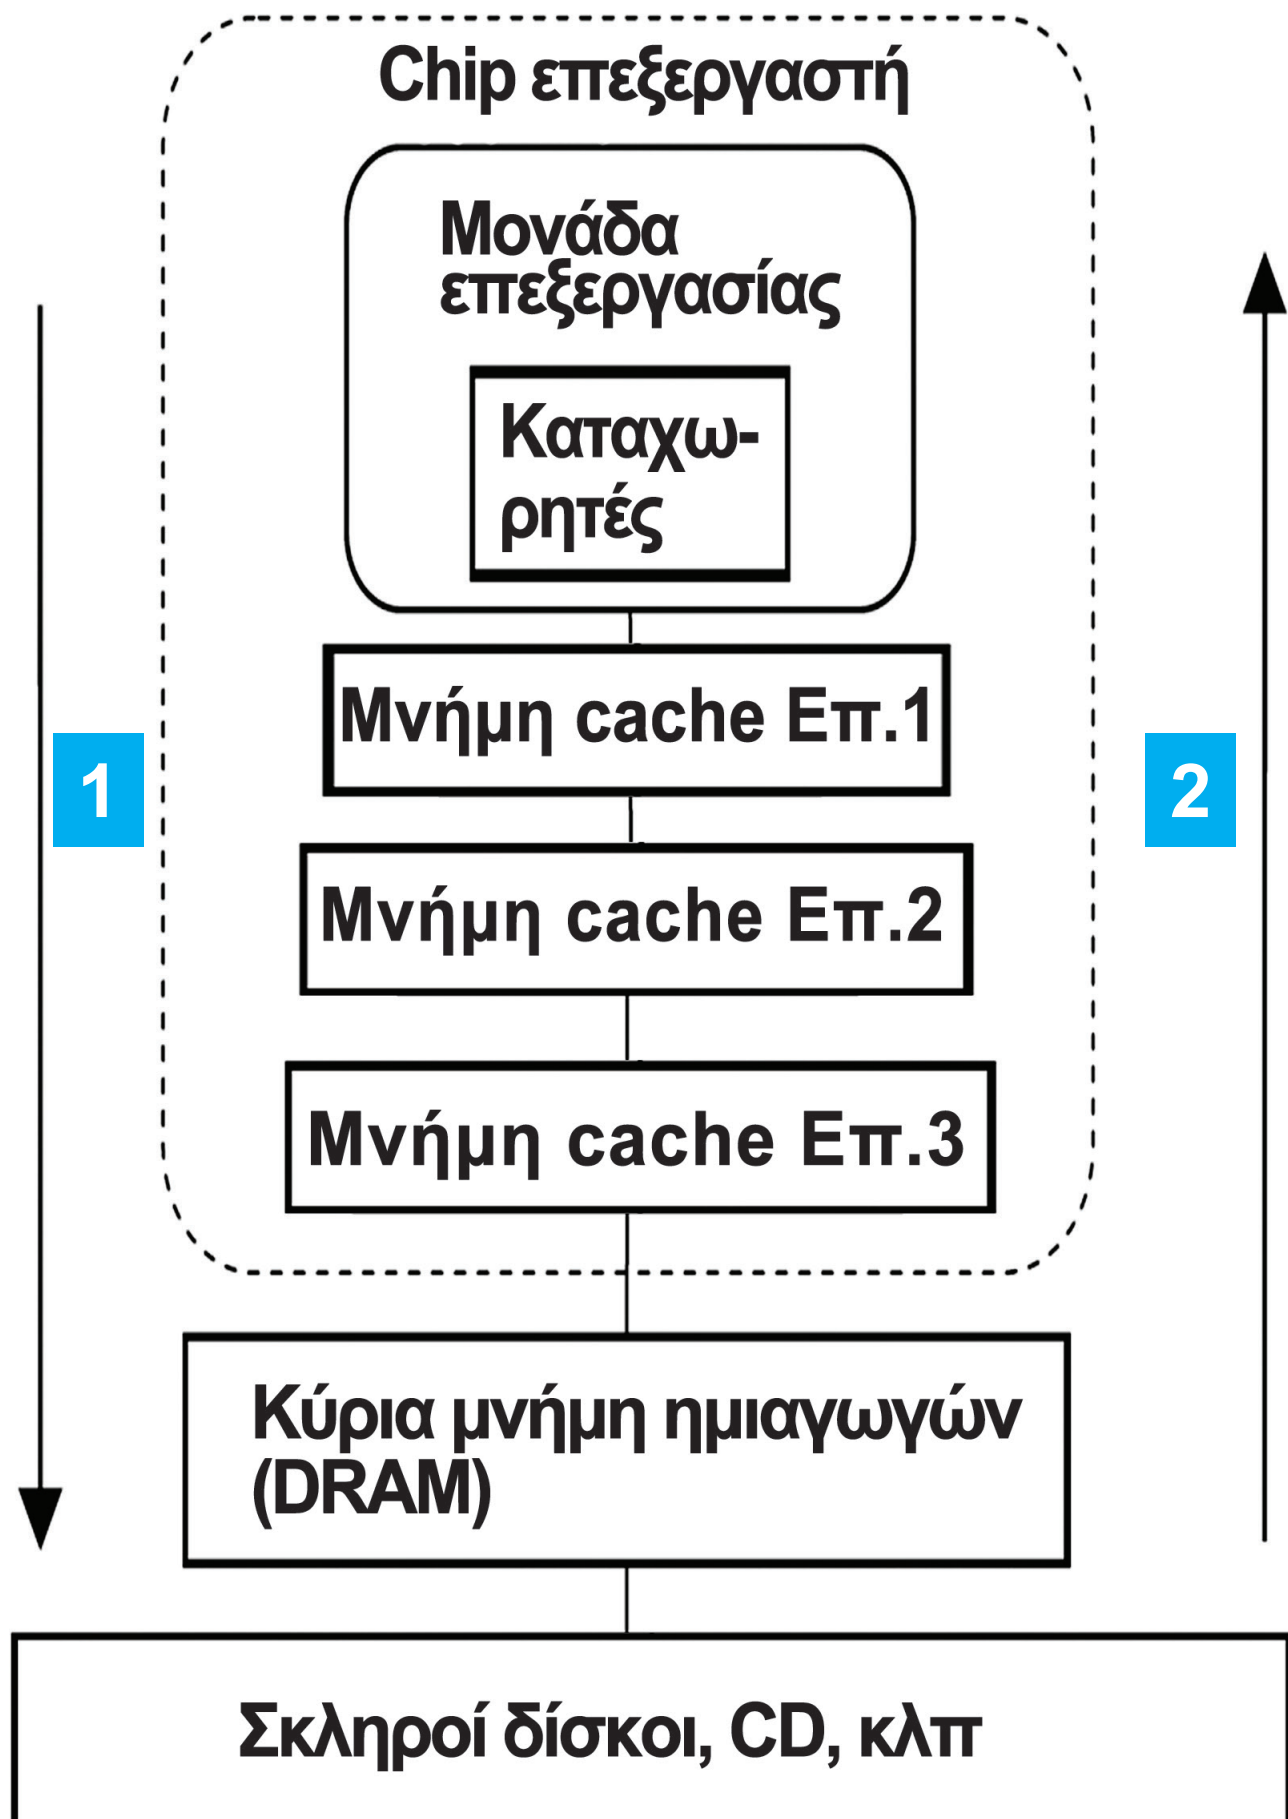 Chip επεξεργαστή
Μονάδα
επεξεργασίας
Καταχω-
ρητές
Μνήμη cache Επ.1
1
2
Μνήμη cache Επ.2
Μνήμη cache Επ.3
Κύρια μνήμη ημιαγωγών
(DRAM)
Σκληροί δίσκοι, CD, κλπ